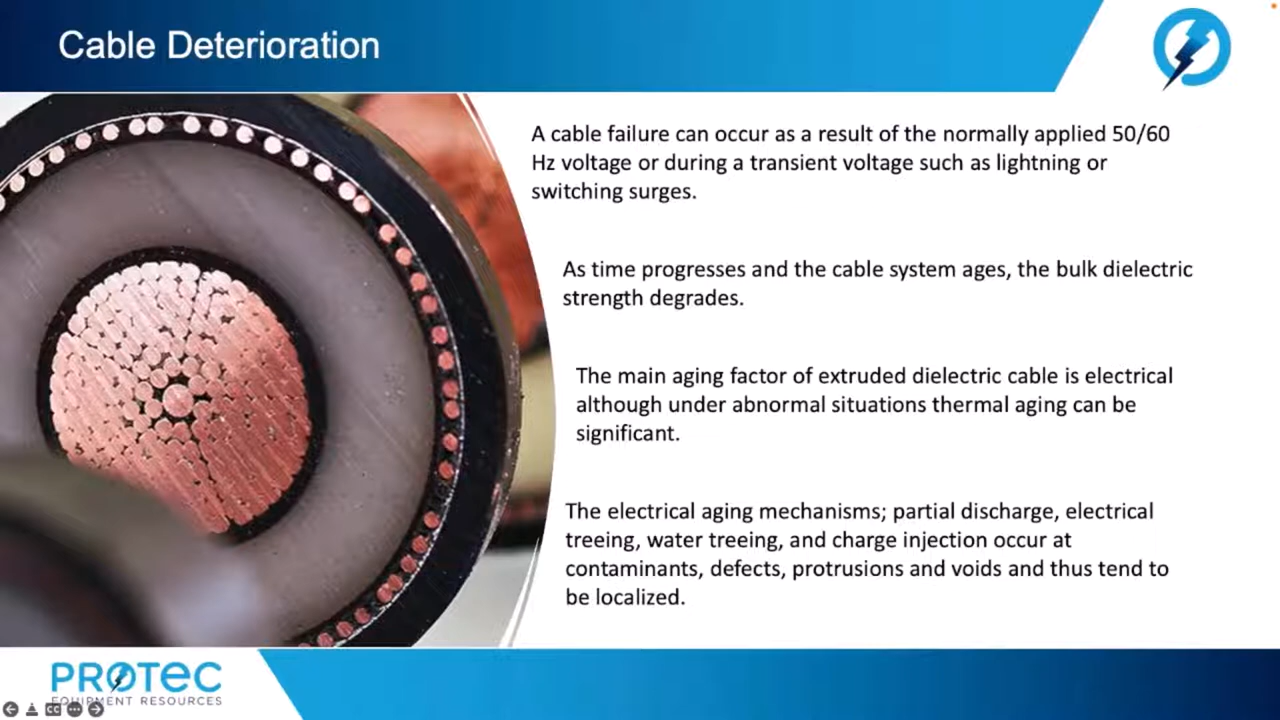 Cable Deterioration
A cable failure can occur as a result of the normally applied 50/60
Hz voltage or during a transient voltage such as lightning or
switching surges.
As time progresses and the cable system ages, the bulk dielectric
strength degrades.
The main aging factor of extruded dielectric cable is electrical
although under abnormal situations thermal aging can be
significant.
The electrical aging mechanisms; partial discharge, electrical
treeing, water treeing, and charge injection occur at
contaminants, defects, protrusions and voids and thus tend to
be localized.
PROTEC
EQUIPMENT RESOURCES
CC